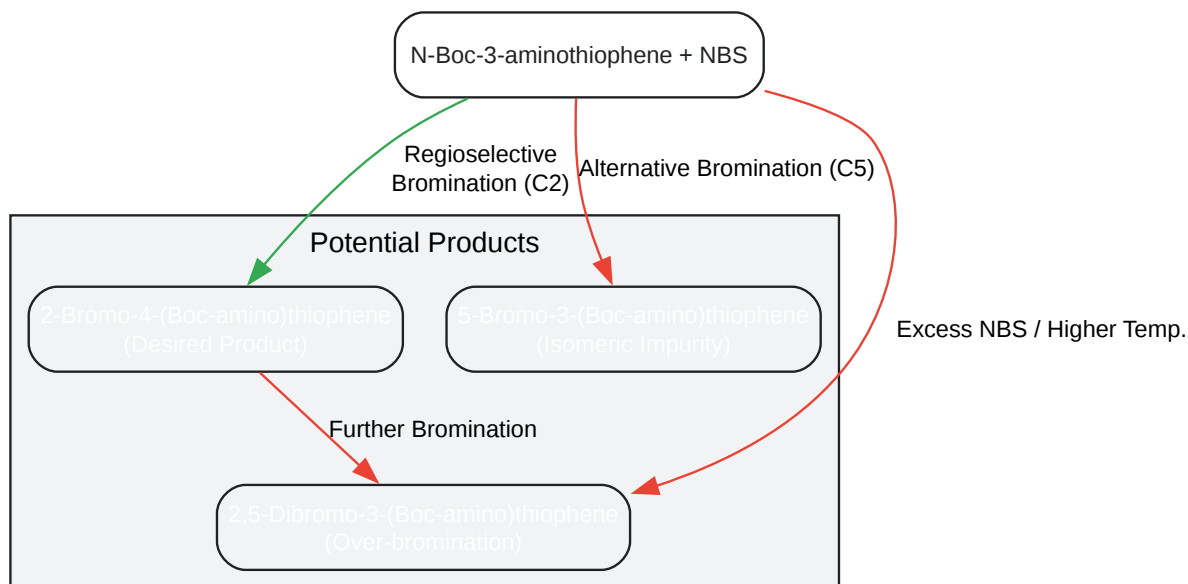 N-Boc-3-aminothiophene + NBS
Regioselective
Bromination (C2)
Alternative Bromination (C5)
Potential Products
2-Bromo-4-(Boc-amino)thiophene
(Desired Product)
5-Bromo-3-(Boc-amino)thiophene
(Isomeric Impurity)
Excess NBS / Higher Temp.
Further Bromination
2,5-Dibromo-3-(Boc-amino)thiophene
(Over-bromination)